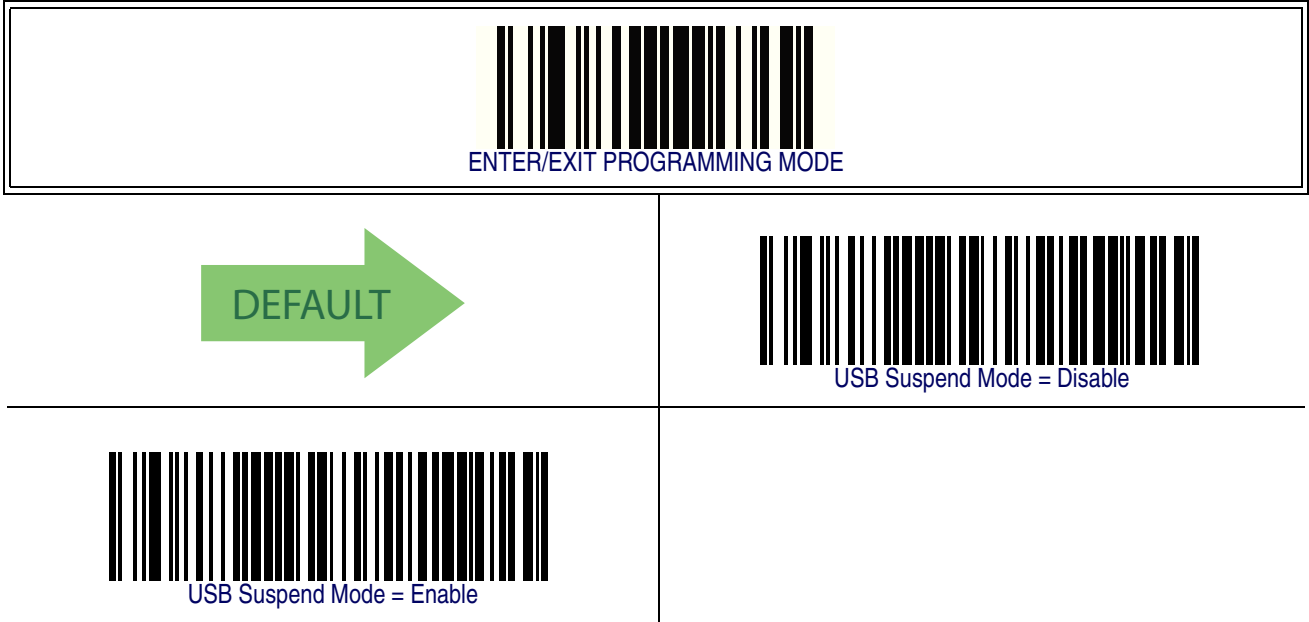 ENTER/EXIT PROGRAMMING MODE
DEFAULT
USB Suspend Mode = Disable
USB Suspend Mode = Enable